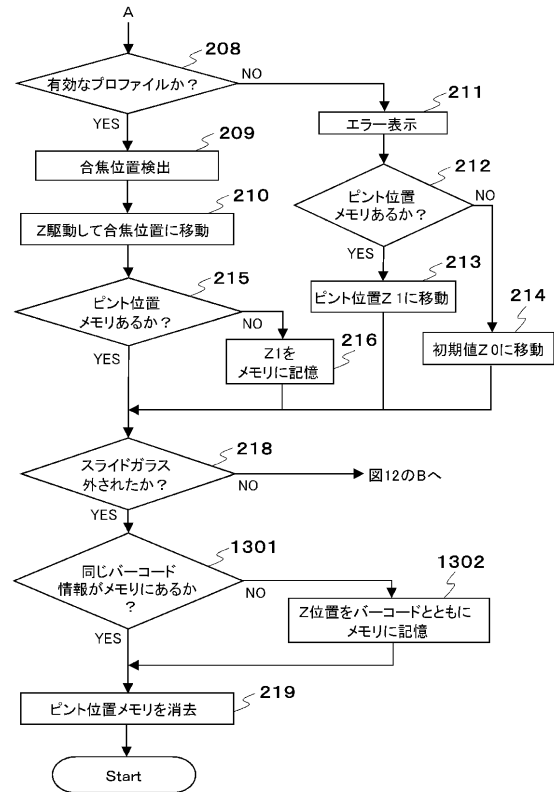 A
208
有効なプロファイルか？
NO
YES
211
エラー表示
209
合焦位置検出
212
ピント位置
メモリあるか？
NO
YES
210
Z駆動して合焦位置に移動
213
ピント位置Z1に移動
215
ピント位置
メモリあるか？
NO
YES
214
初期値Z0に移動
216
Z1を
メモリに記憶
218
スライドガラス
外されたか？
NO
図12のBへ
YES
1301
同じバーコード
情報がメモリにあるか
？
NO
YES
1302
Z位置をバーコードとともに
メモリに記憶
219
ピント位置メモリを消去
Start